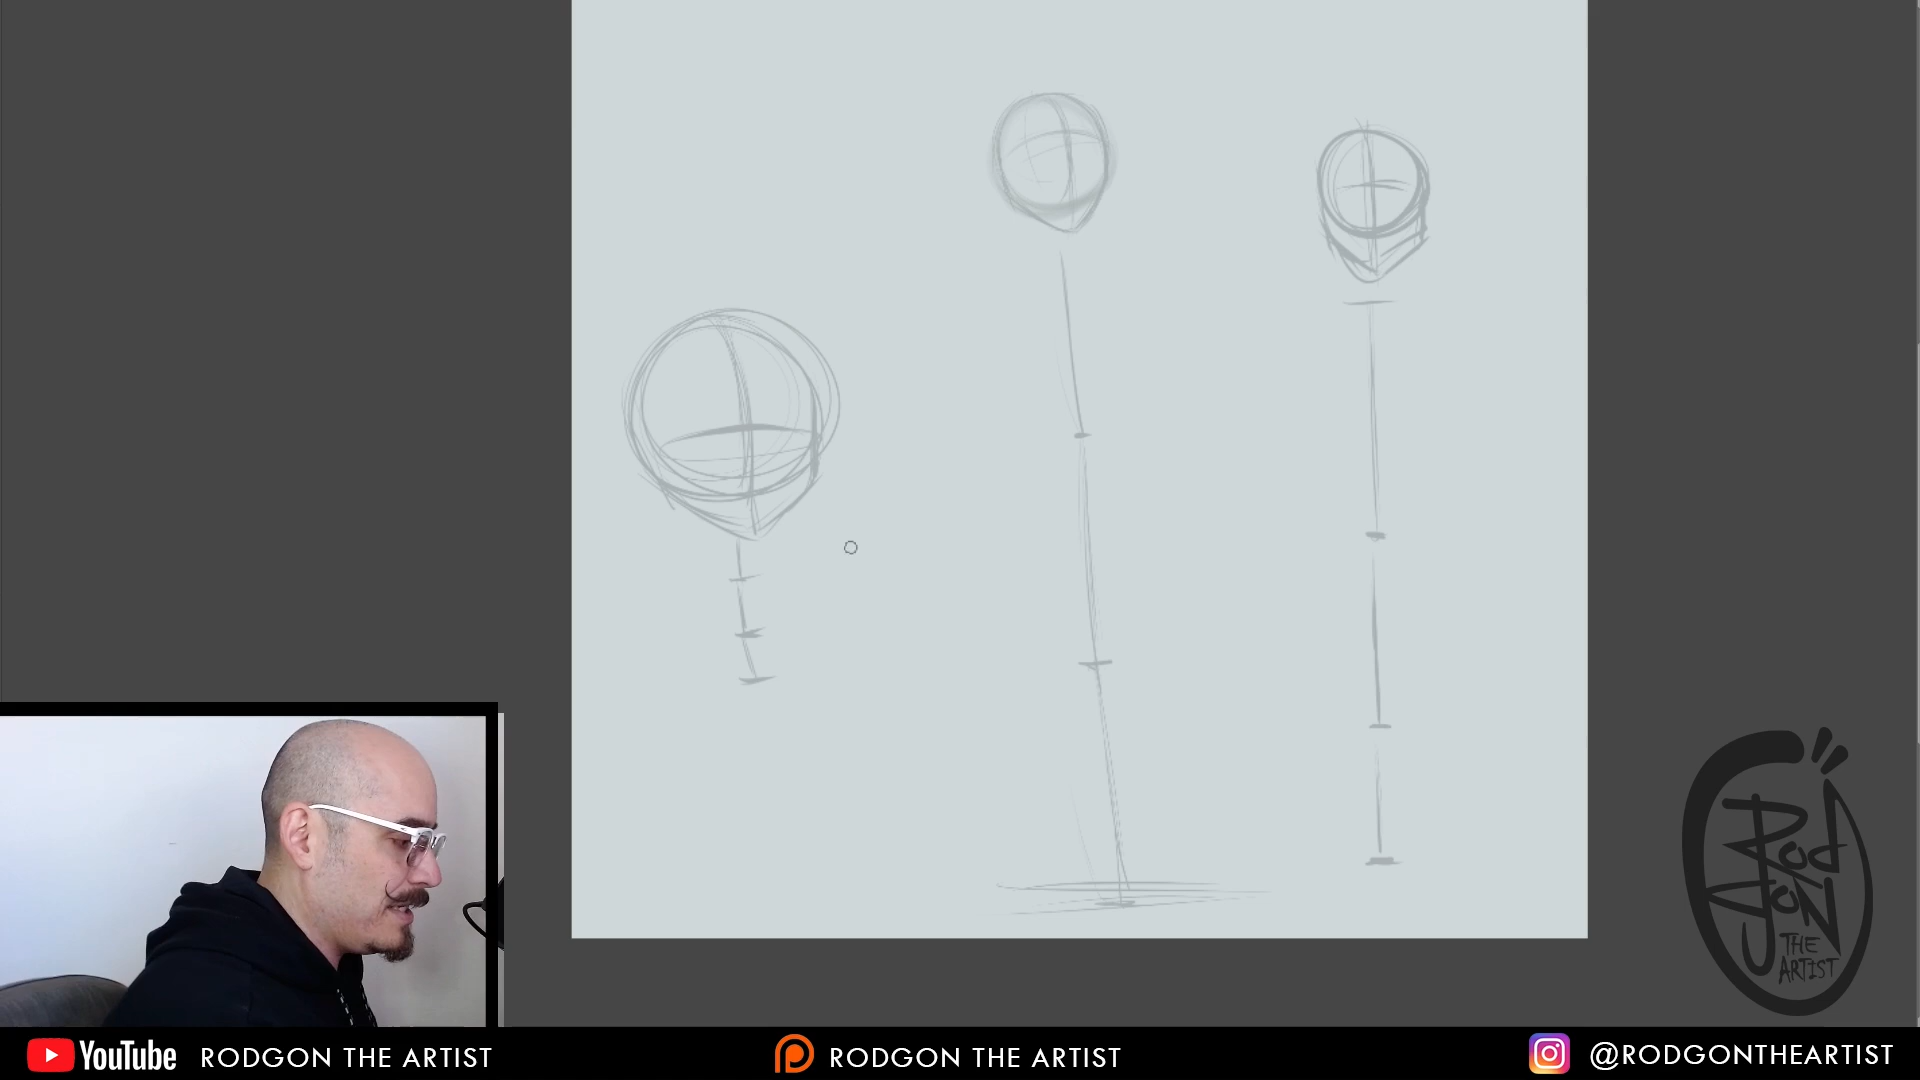 Rod
Gon
THE
ARTIST
YouTube RODGON THE ARTIST
RODGON THE ARTIST
@RODGONTHEARTIST